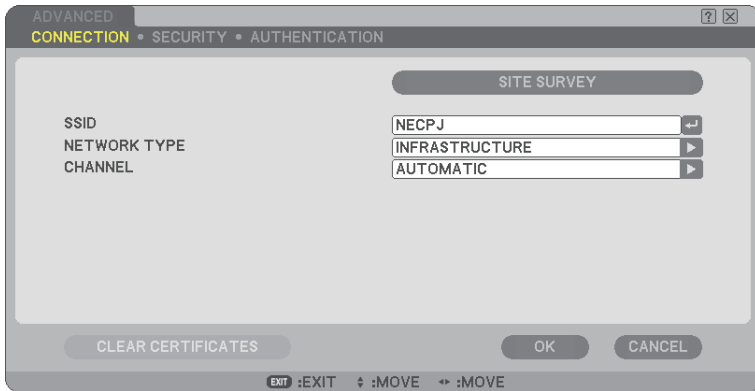 ADVANCED
CONNECTION • SECURITY • AUTHENTICATION
SITE SURVEY
SSID NECPJ
NETWORK TYPE INFRASTRUCTURE
CHANNEL AUTOMATIC
CLEAR CERTIFICATES OK CANCEL
EXIT :EXIT :MOVE :MOVE